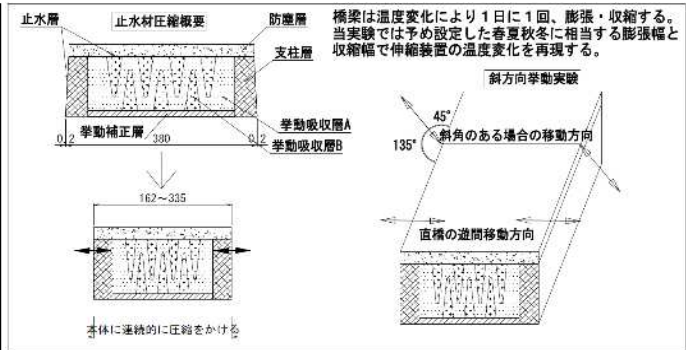 止水層
止水材圧縮概要
防塵層
支柱層
挙動補正層
挙動吸収層A
挙動吸収層B
0.2
380
0.2
162~335
本体に連続的に圧縮をかける
橋梁は温度変化により1日に1回、膨張・収縮する。
当実験では予め設定した春夏秋冬に相当する膨張幅と
収縮幅で伸縮装置の温度変化を再現する。
斜方向挙動実験
45°
135°
斜角のある場合の移動方向
直橋の遊間移動方向